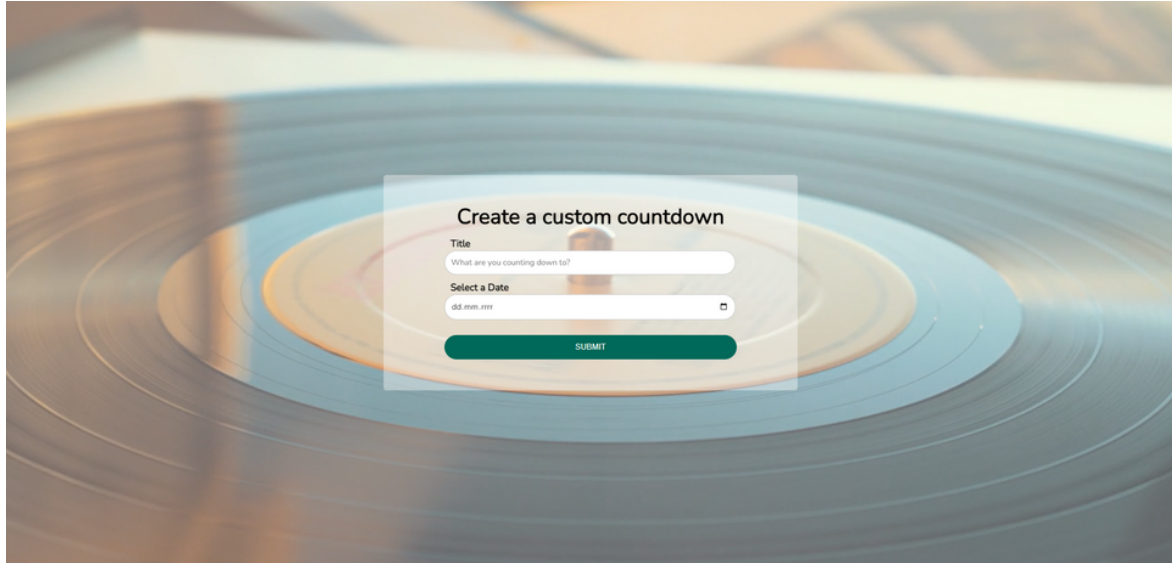 Create a custom countdown
Title
What are you counting down to?
Select a Date
dd.mm.rrrr
SUBMIT